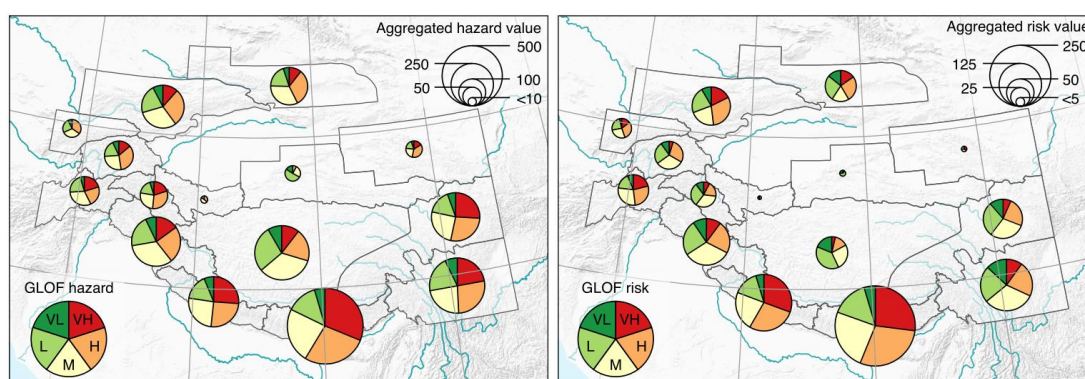 Aggregated hazard value
500
250
100
50
<10
GLOF hazard
VL VH
L H
M
Aggregated risk value
250
125
50
25
<5
GLOF risk
VL VH
L H
M